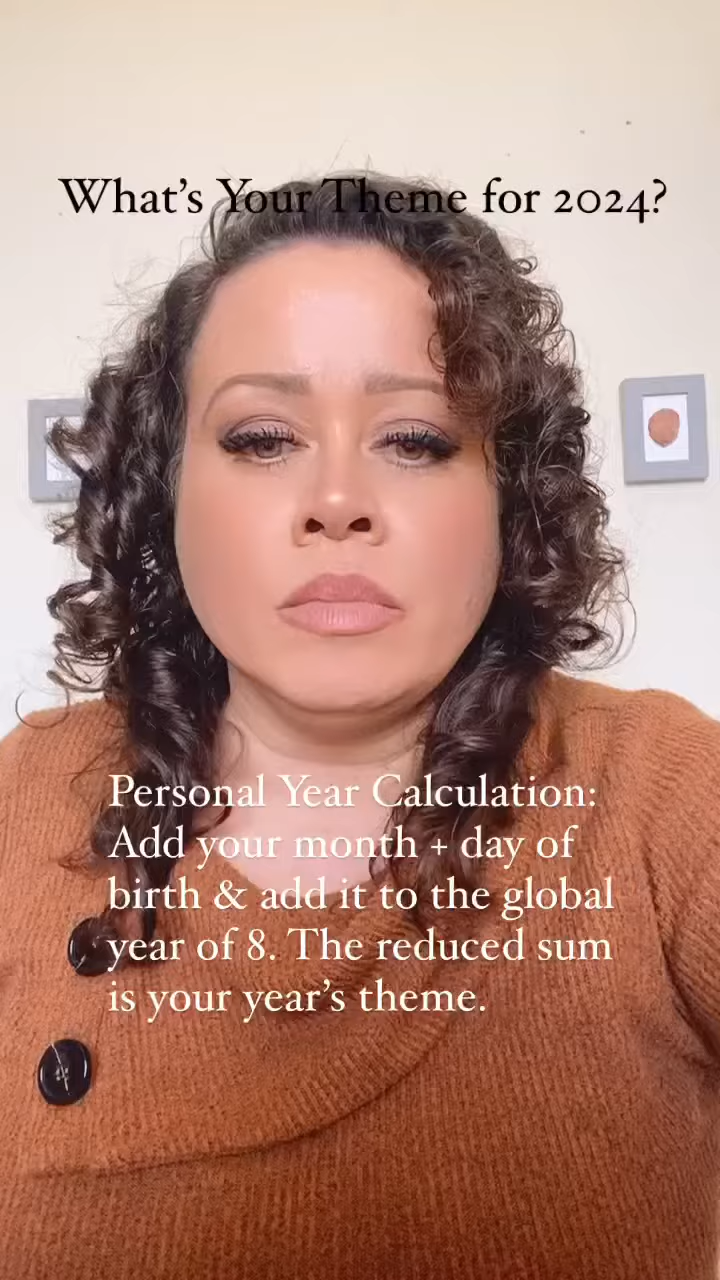 What’s Your Theme for 2024?
Personal Year Calculation:
Add your month + day of
birth & add it to the global
year of 8. The reduced sum
is your year’s theme.